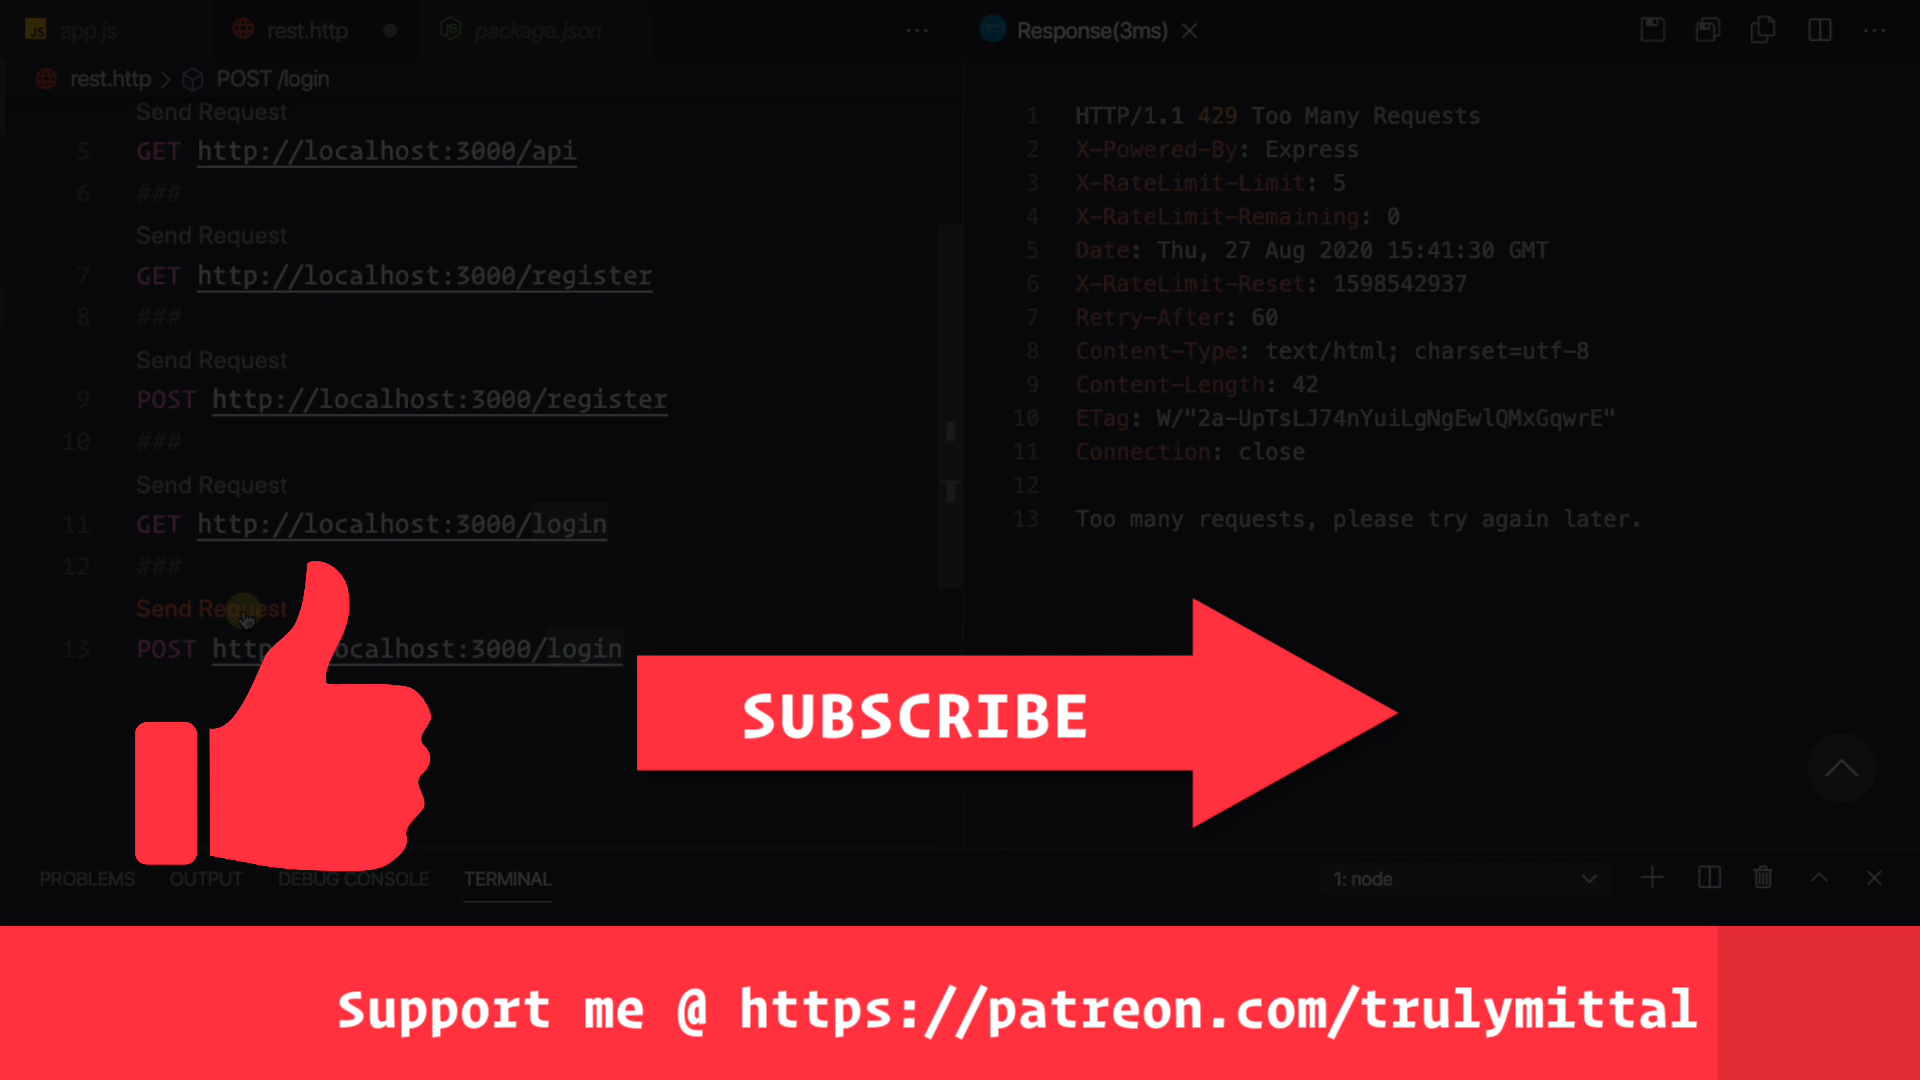 app.js
rest.http
package.json
Response(3ms)
rest.http > POST /login
Send Request
5 GET http://localhost:3000/api
6 ###
Send Request
7 GET http://localhost:3000/register
8 ###
Send Request
9 POST http://localhost:3000/register
10 ###
Send Request
11 GET http://localhost:3000/login
12 ###
Send Request
13 POST http localhost:3000/login
1 HTTP/1.1 429 Too Many Requests
2 X-Powered-By: Express
3 X-RateLimit-Limit: 5
4 X-RateLimit-Remaining: 0
5 Date: Thu, 27 Aug 2020 15:41:30 GMT
6 X-RateLimit-Reset: 1598542937
7 Retry-After: 60
8 Content-Type: text/html; charset=utf-8
9 Content-Length: 42
10 ETag: W/"2a-UpTsLJ74nYuiLgNgEwlQMxGqwrE"
11 Connection: close
12
13 Too many requests, please try again later.
SUBSCRIBE
PROBLEMS OUTPUT DEBUG CONSOLE TERMINAL
1: node
Support me @ https://patreon.com/trulymittal